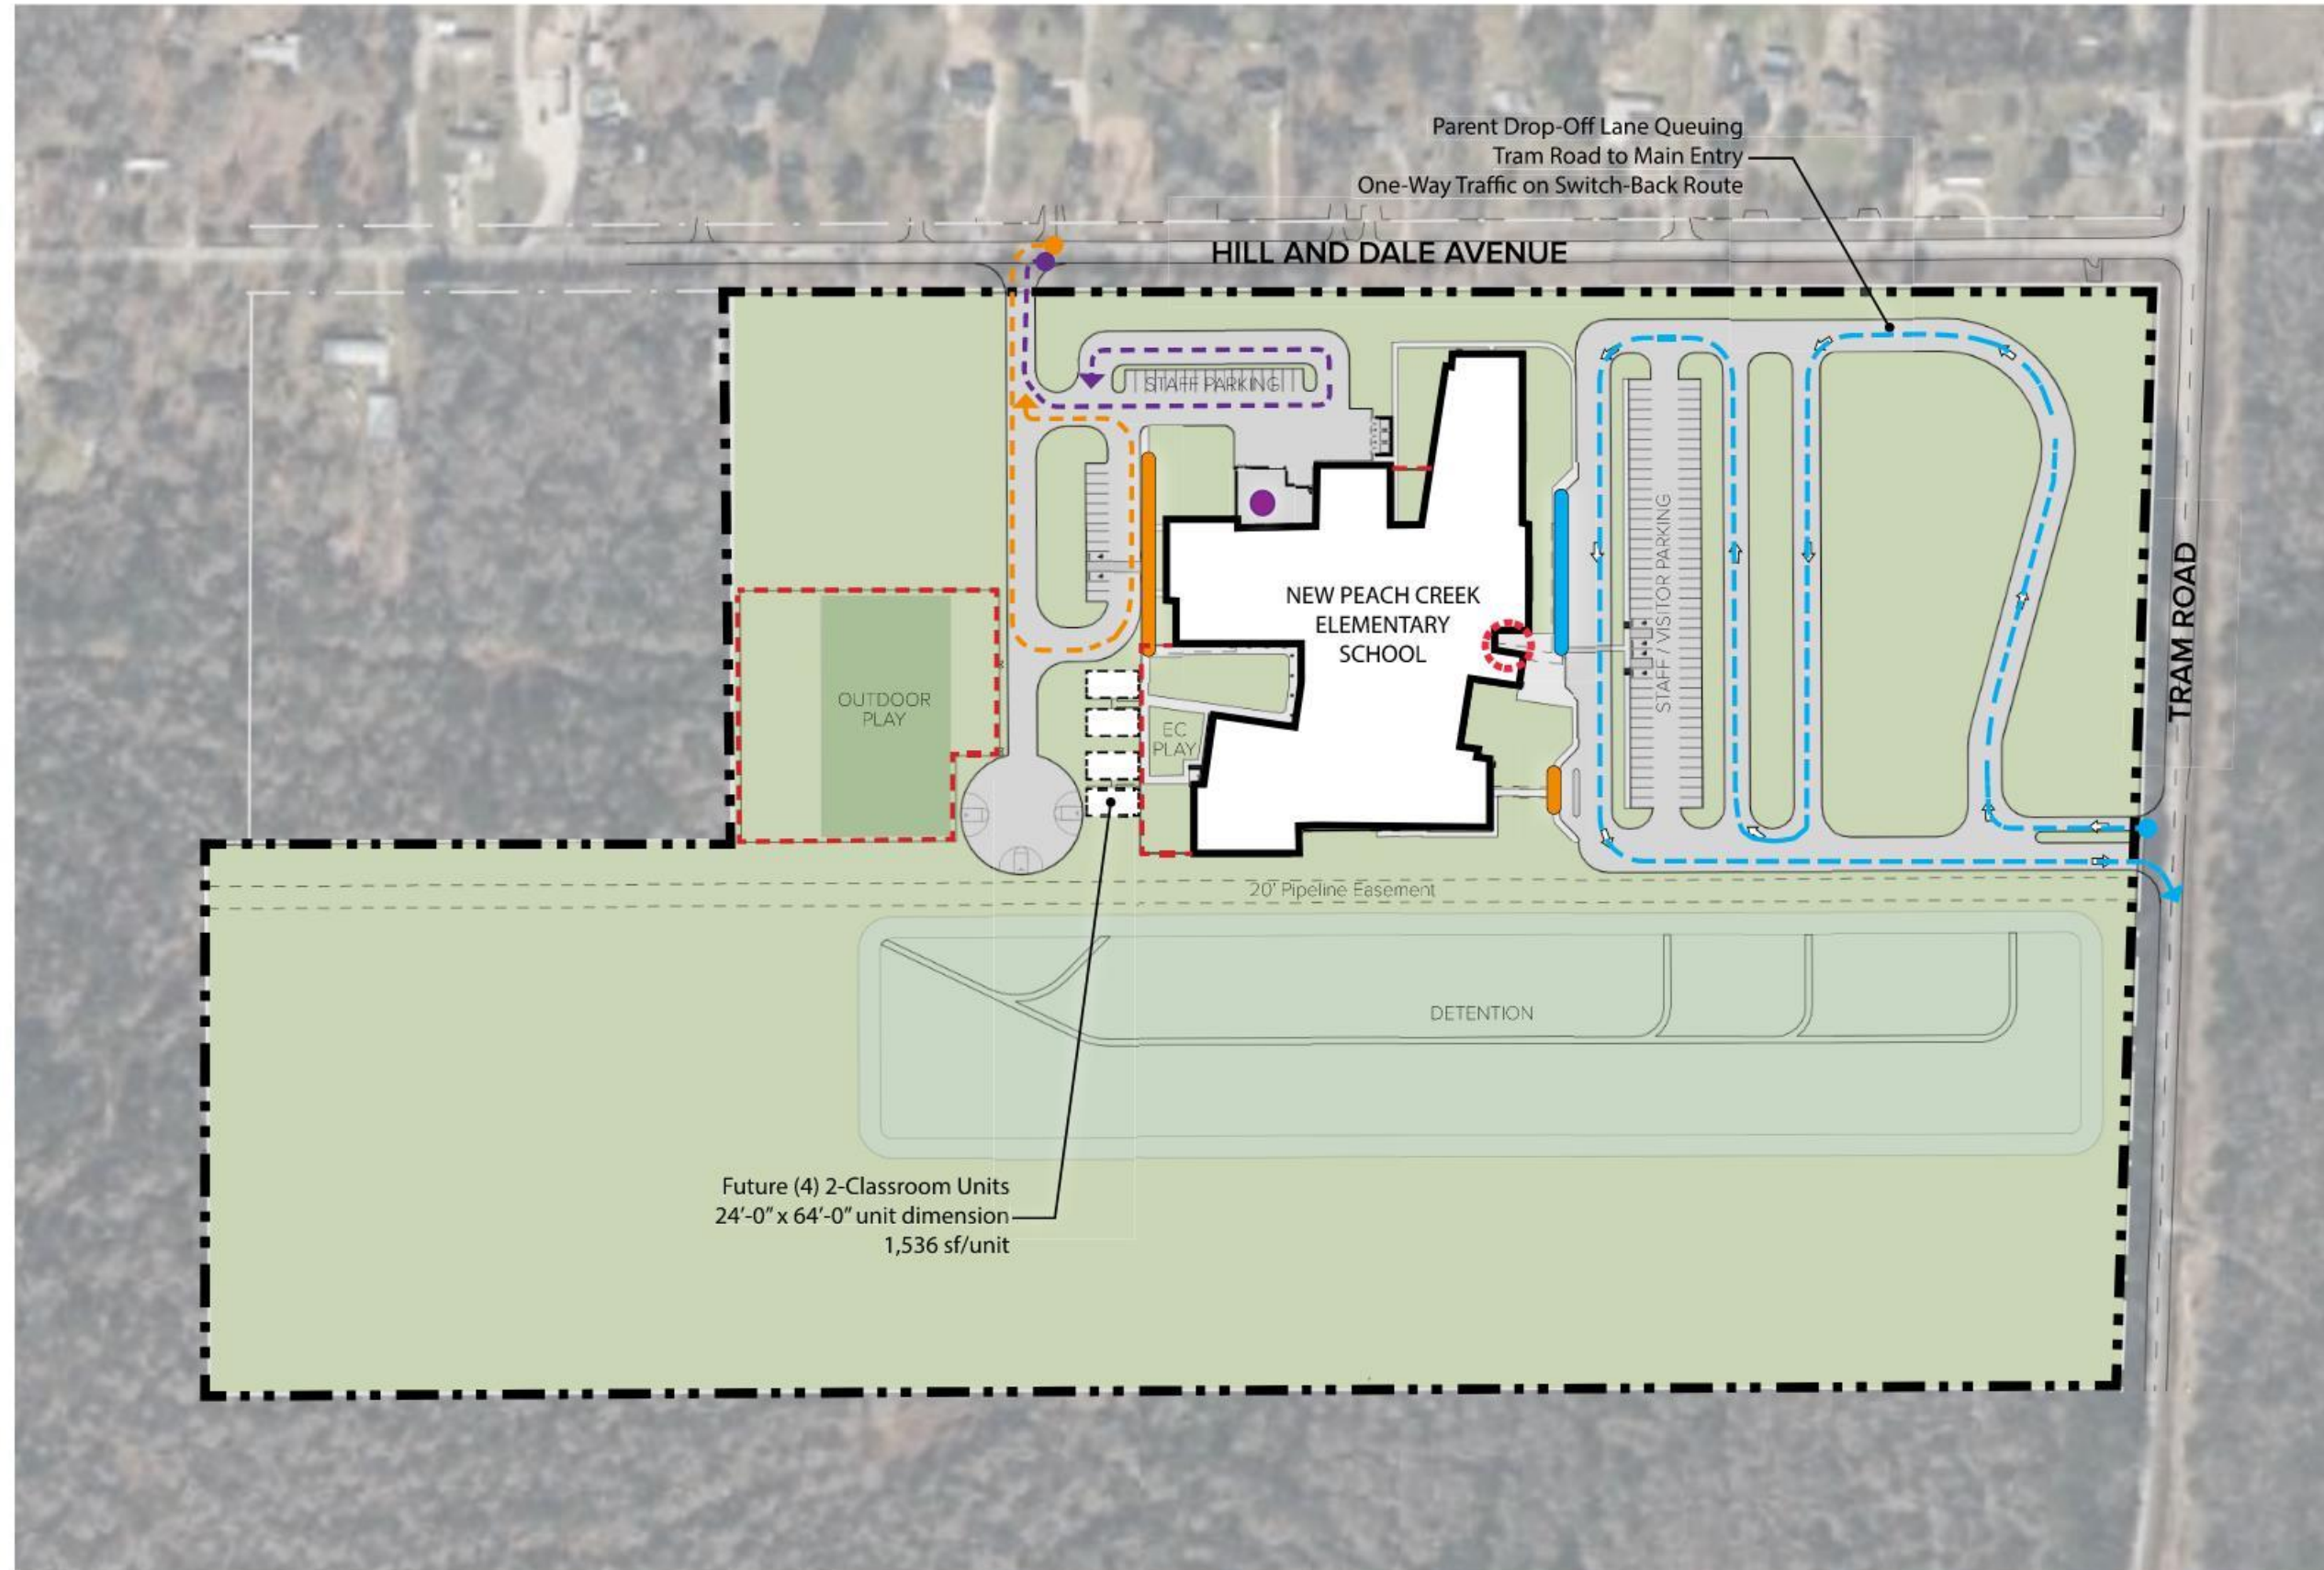 Parent Drop-Off Lane Queuing
Tram Road to Main Entry
One-Way Traffic on Switch-Back Route
HILL AND DALE AVENUE
STAFF PARKING
STAFF / VISITOR PARKING
TRAM ROAD
NEW PEACH CREEK
ELEMENTARY
SCHOOL
OUTDOOR
PLAY
EC
PLAY
20' Pipeline Easement
DETENTION
Future (4) 2-Classroom Units
24'-0" x 64'-0" unit dimension
1,536 sf/unit